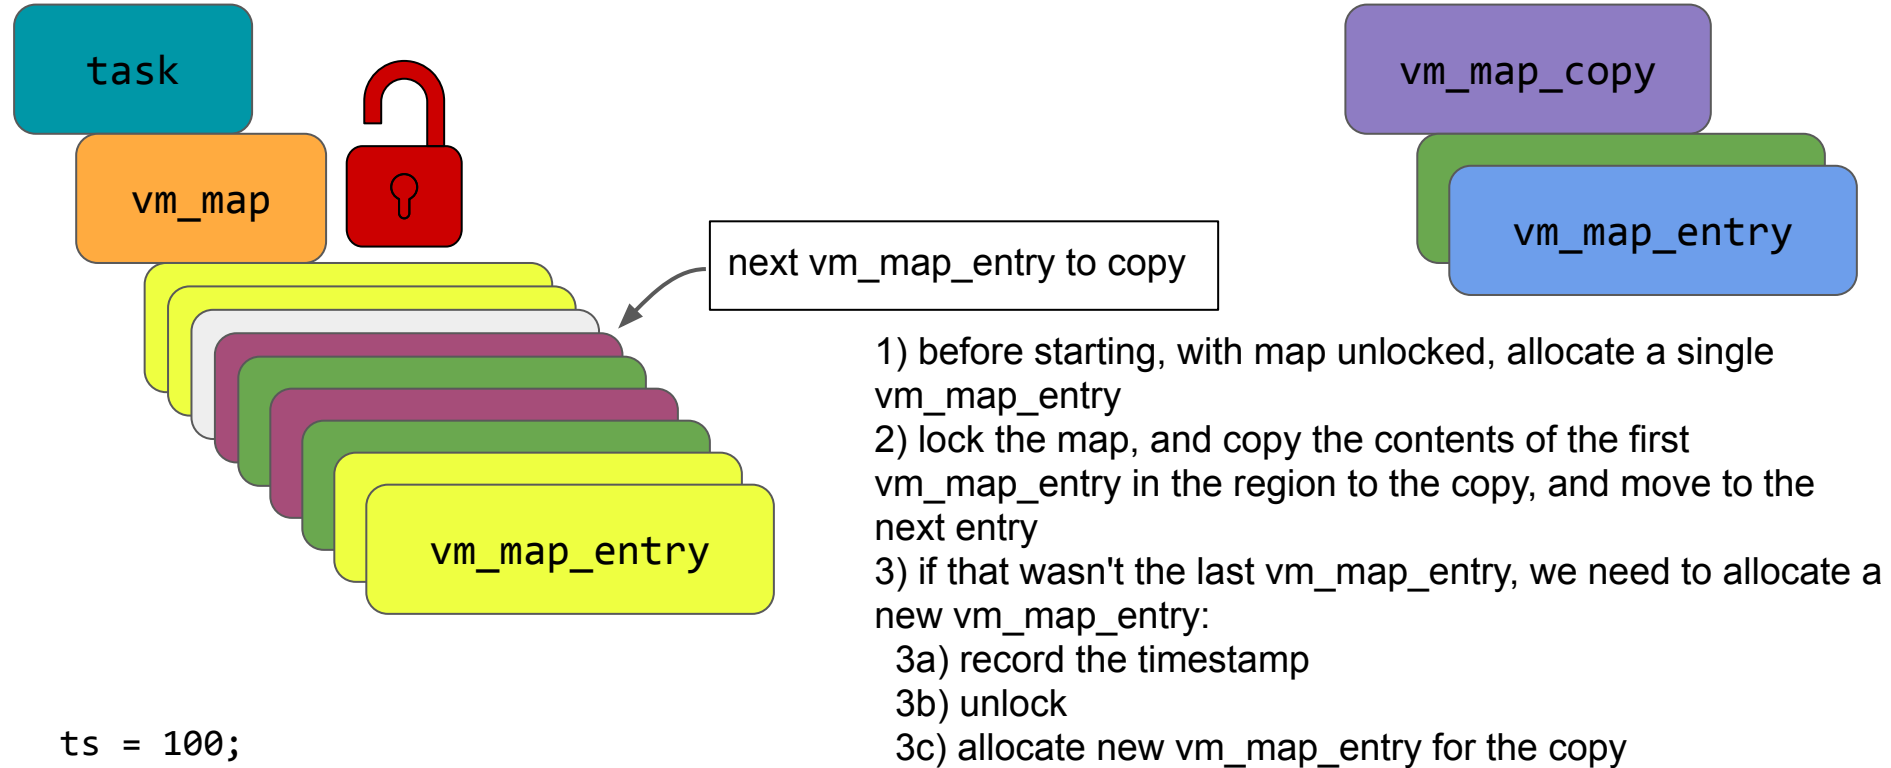 task
vm_map
vm_map_copy
vm_map_entry
next vm_map_entry to copy
vm_map_entry
1) before starting, with map unlocked, allocate a single
vm_map_entry
2) lock the map, and copy the contents of the first
vm_map_entry in the region to the copy, and move to the
next entry
3) if that wasn't the last vm_map_entry, we need to allocate a
new vm_map_entry:
3a) record the timestamp
3b) unlock
3c) allocate new vm_map_entry for the copy
ts = 100;